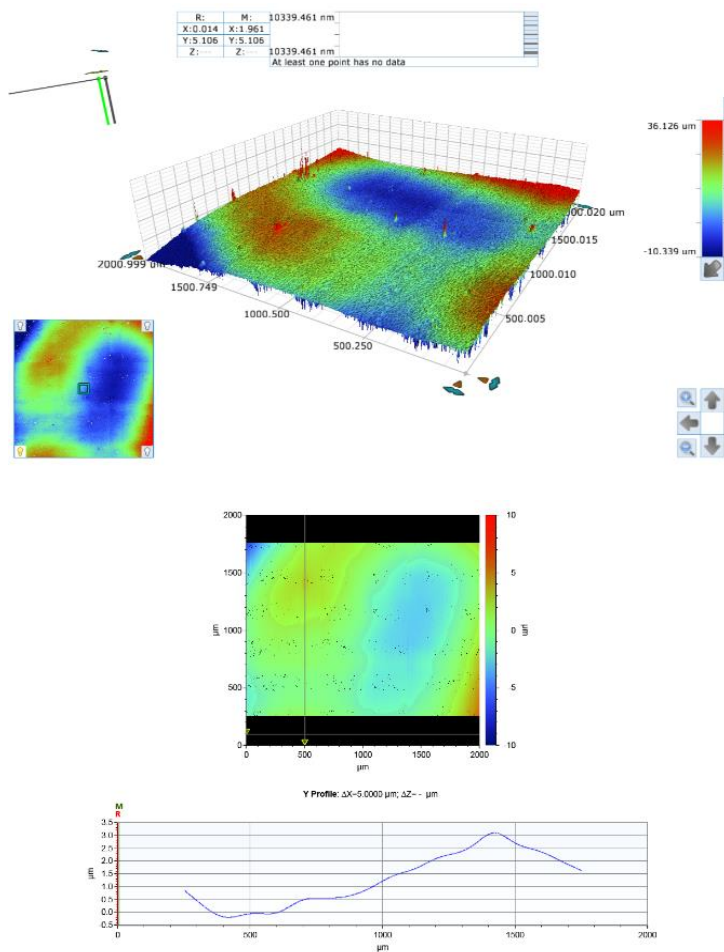 R: M: 10339.461 nm
X:0.014 X:1.961
Y:5.106 Y:5.106 10339.461 nm
Z: --- Z: ---
At least one point has no data
36.126 um
-10.339 um
00.020 um
1500.015
1000.010
500.005
2000.999 um
1500.749
1000.500
500.250
2000
1500
1000
500
0
µm
0 500 1000 1500 2000
µm
10
5
0
-5
10
µm
Y Profile: ΔX=5.0000 µm; ΔZ=- - µm
M
R
3.5
3.0
2.5
2.0
1.5
1.0
0.5
0.0
-0.5
µm
0 500 1000 1500 2000
µm